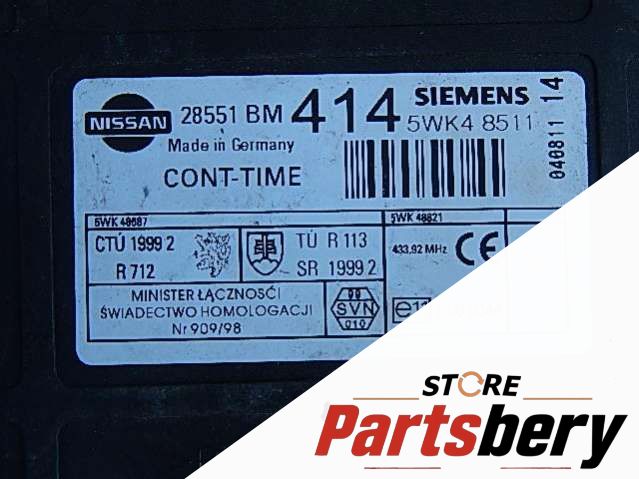 NISSAN 28551 BM 414 SIEMENS
5WK4 8511
040811 14
Made in Germany
CONT-TIME
5WK 48687
5WK 48821
CTÚ 1999 2
R 712
TÚ R 113
SR 1999 2
433.92 MHz CE
MINISTER ŁĄCZNOŚCI
ŚWIADECTWO HOMOLOGACJI
Nr 909/98
99
SVN
010
e11
STORE
Partsbery